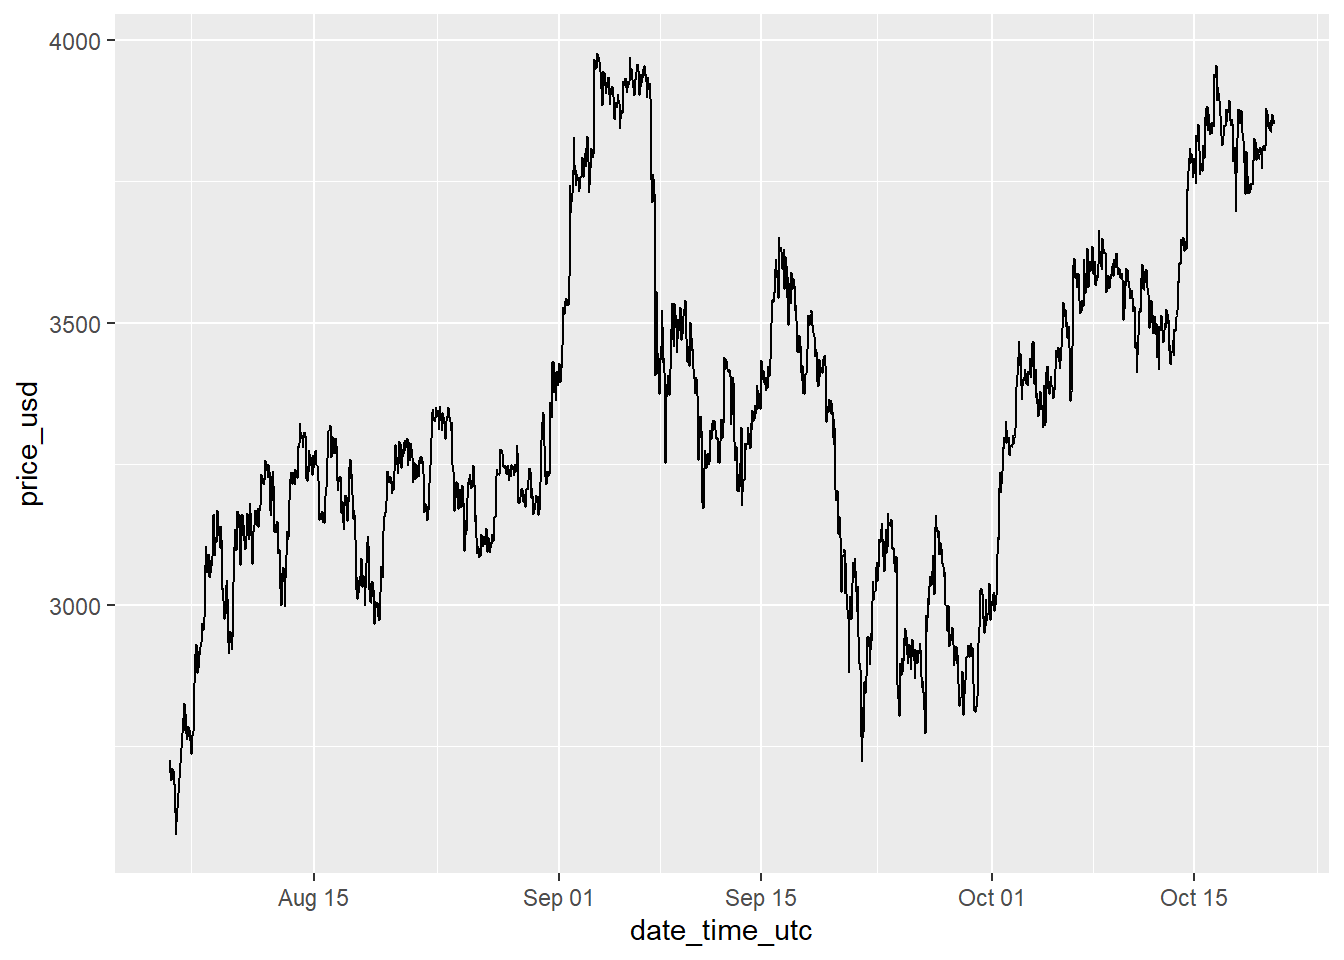 4000
3500
3000
price_usd
Aug 15
Sep 01
Sep 15
Oct 01
Oct 15
date_time_utc